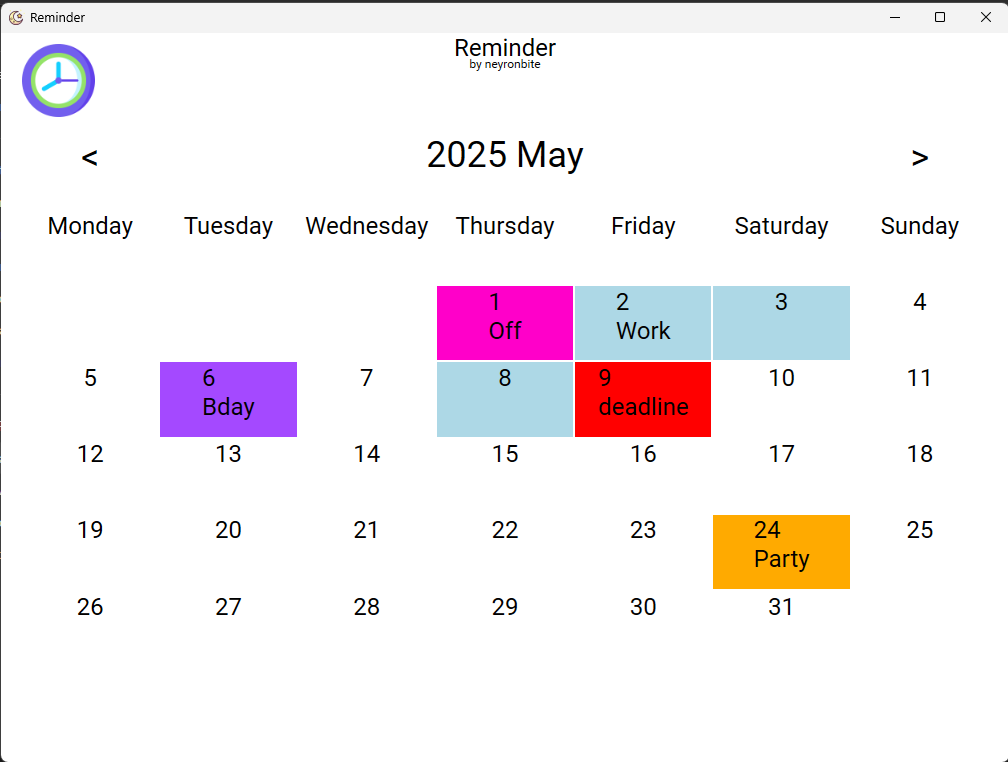 Reminder
Reminder
by neyronbite
< 2025 May >
Monday Tuesday Wednesday Thursday Friday Saturday Sunday
1 2 3 4
Off Work
5 6 7 8 9 10 11
Bday deadline
12 13 14 15 16 17 18
19 20 21 22 23 24 25
Party
26 27 28 29 30 31